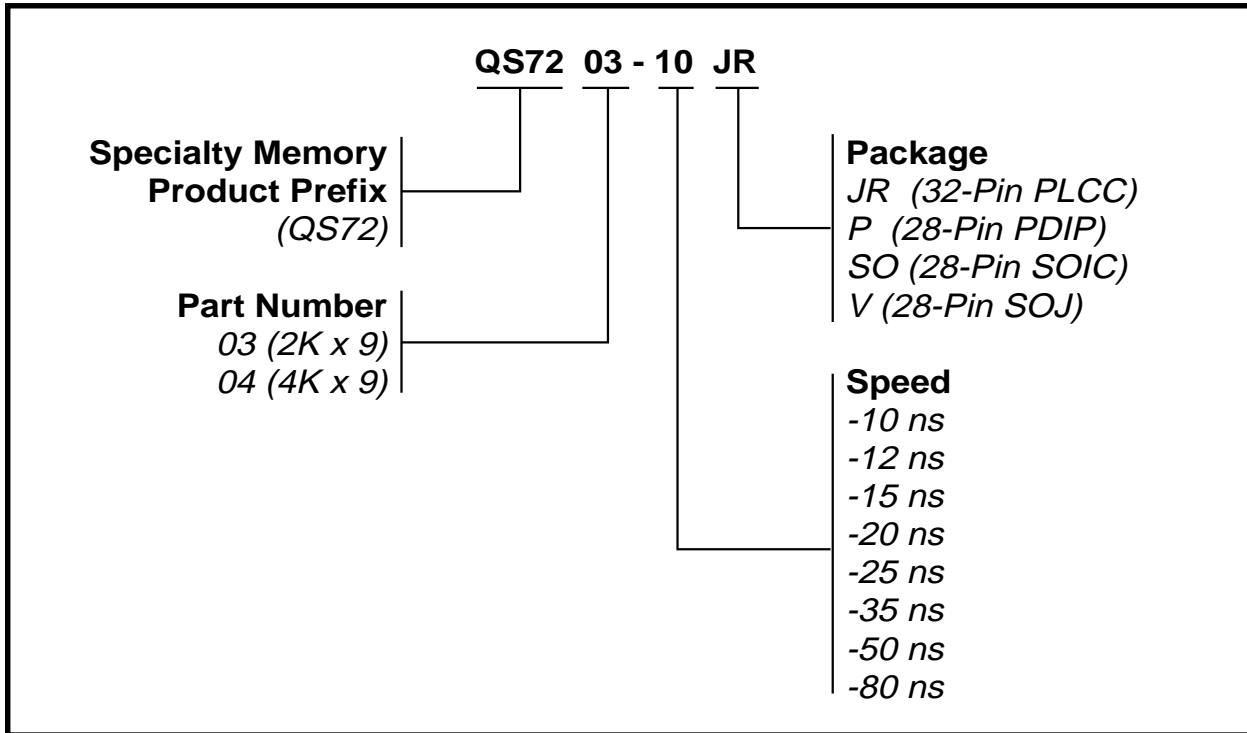 QS72 03 - 10 JR
Specialty Memory
Product Prefix
(QS72)
Part Number
03 (2K x 9)
04 (4K x 9)
Package
JR (32-Pin PLCC)
P (28-Pin PDIP)
SO (28-Pin SOIC)
V (28-Pin SOJ)
Speed
-10 ns
-12 ns
-15 ns
-20 ns
-25 ns
-35 ns
-50 ns
-80 ns